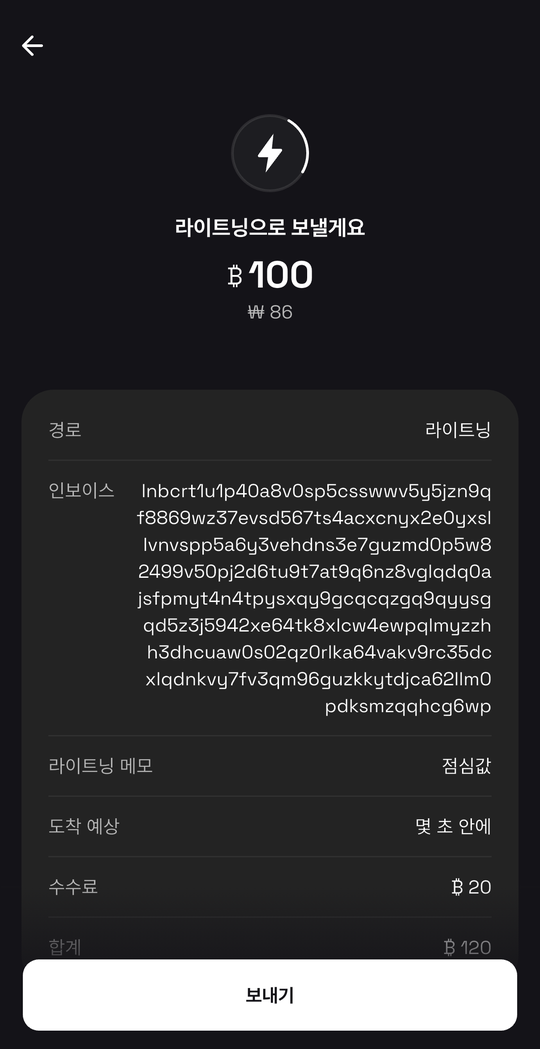 라이트닝으로 보낼게요
₿100
₩ 86
경로 라이트닝
인보이스 lnbcrt1u1p40a8v0sp5csswwv5y5jzn9q
f8869wz37evsd567ts4acxcnyx2e0yxsl
lvnvspp5a6y3vehdns3e7guzmd0p5w8
2499v50pj2d6tu9t7at9q6nz8vglqdq0a
jsfpmyt4n4tpysxqy9gcqcqzgq9qyysg
qd5z3j5942xe64tk8xlcw4ewpqlmyzzh
h3dhcuaw0s02qz0rlka64vakv9rc35dc
xlqdnkvy7fv3qm96guzkkytdjca62llm0
pdksmzqqhcg6wp
라이트닝 메모 점심값
도착 예상 몇 초 안에
수수료 ₿ 20
합계 ₿ 120
보내기